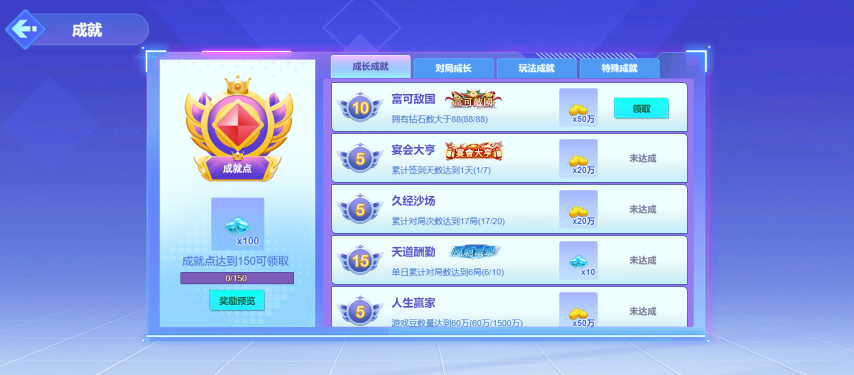 成就
成就点
x100
成就点达到150可领取
0/150
奖励预览
成长成就
对局成长
玩法成就
特殊成就
10
富可敌国
富可敵國
拥有钻石数大于88(88/88)
x50万
领取
5
宴会大亨
宴會大亨
累计签到天数达到1天(1/7)
x20万
未达成
5
久经沙场
累计对局次数达到17局(17/20)
x20万
未达成
15
天道酬勤
单日累计对局数达到6局(6/10)
x10
未达成
5
人生赢家
游戏豆数量达到60万(60万/1500万)
x50万
未达成